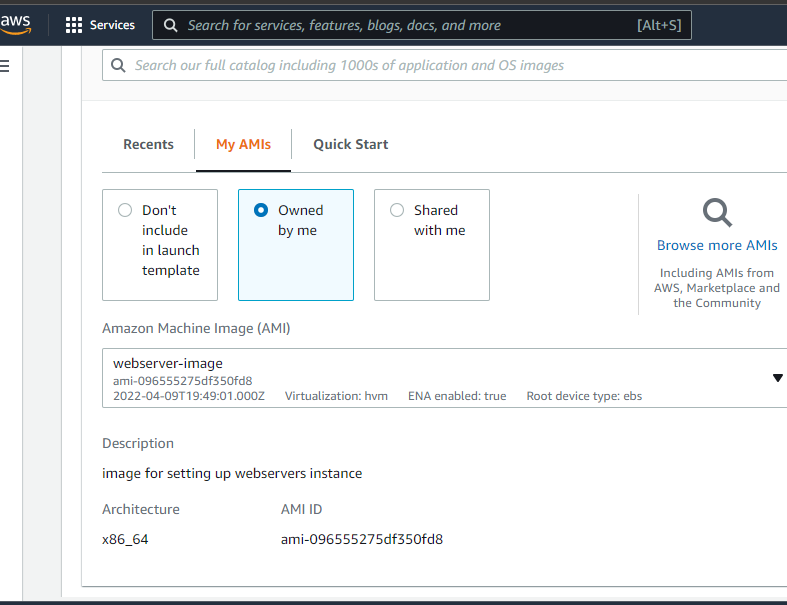 aws Services Search for services, features, blogs, docs, and more [Alt+S]
Search our full catalog including 1000s of application and OS images
Recents My AMIs Quick Start
Don't
include
in launch
template
Owned
by me
Shared
with me
Browse more AMIs
Including AMIs from
AWS, Marketplace and
the Community
Amazon Machine Image (AMI)
webserver-image
ami-096555275df350fd8
2022-04-09T19:49:01.000Z Virtualization: hvm ENA enabled: true Root device type: ebs
Description
image for setting up webservers instance
Architecture AMI ID
x86_64 ami-096555275df350fd8